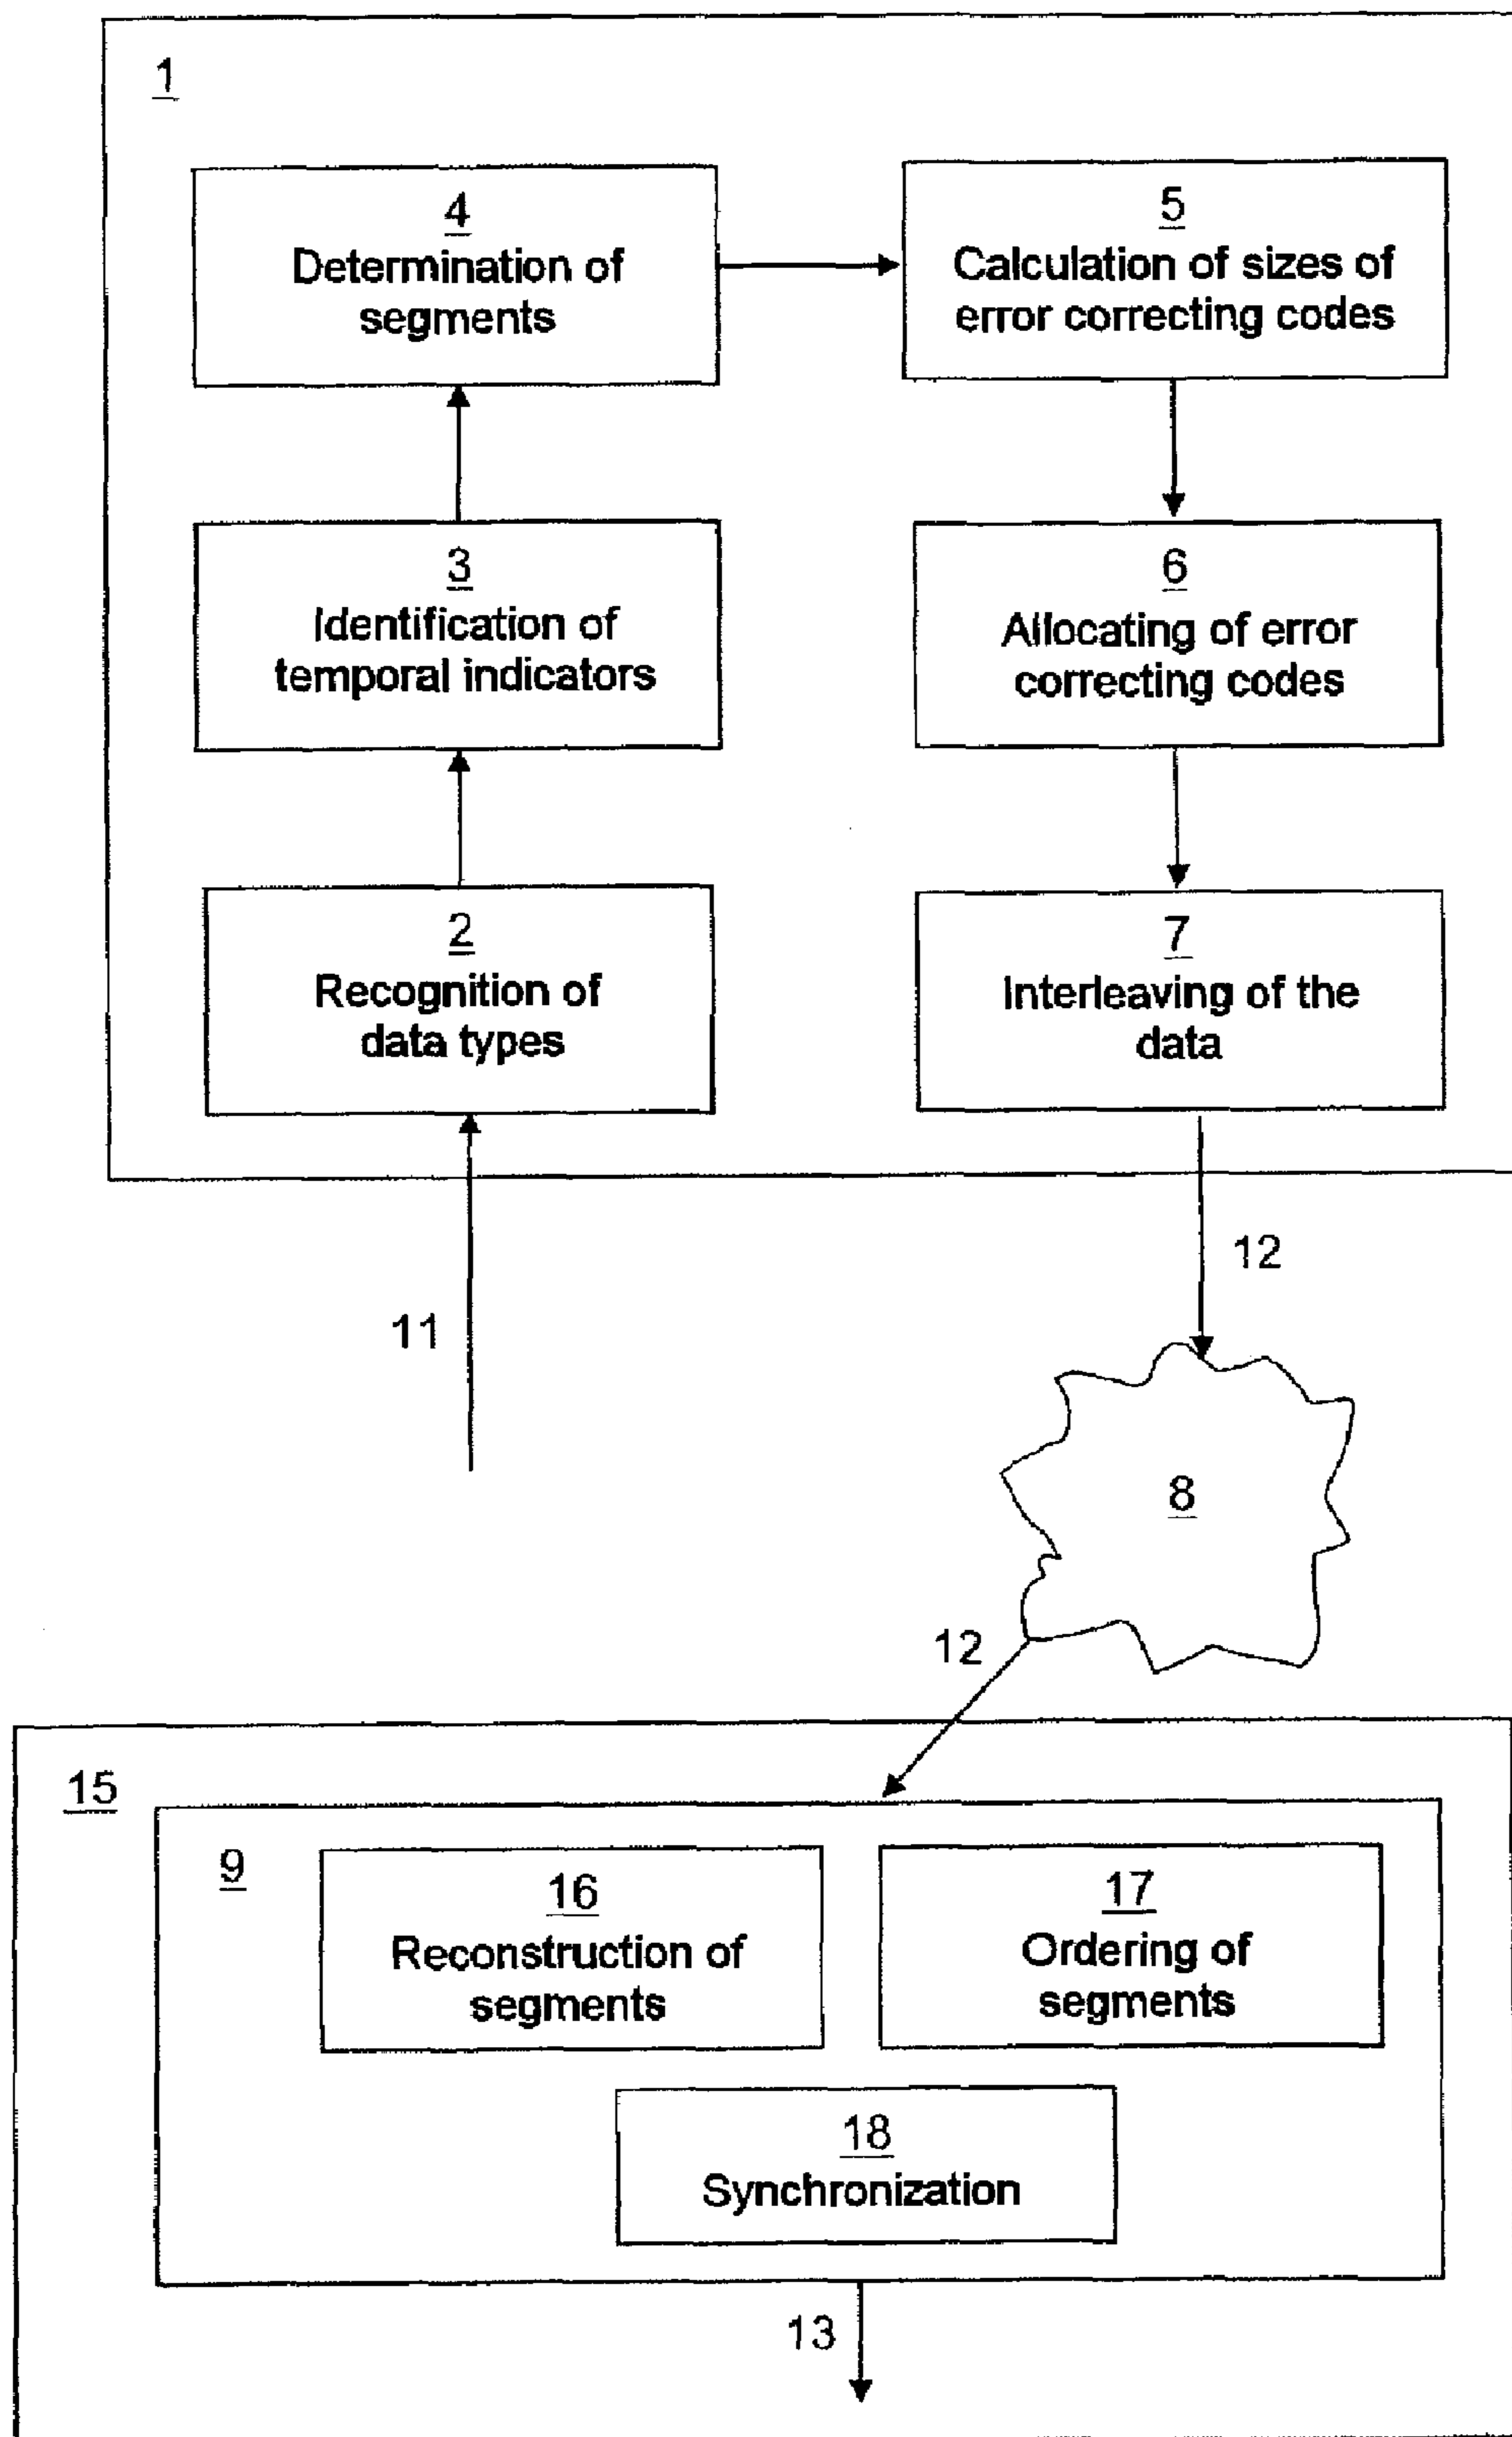 1
4
Determination of
segments
5
Calculation of sizes of
error correcting codes
3
Identification of
temporal indicators
6
Allocating of error
correcting codes
2
Recognition of
data types
7
Interleaving of the
data
11
12
8
12
15
9
16
Reconstruction of
segments
17
Ordering of
segments
18
Synchronization
13